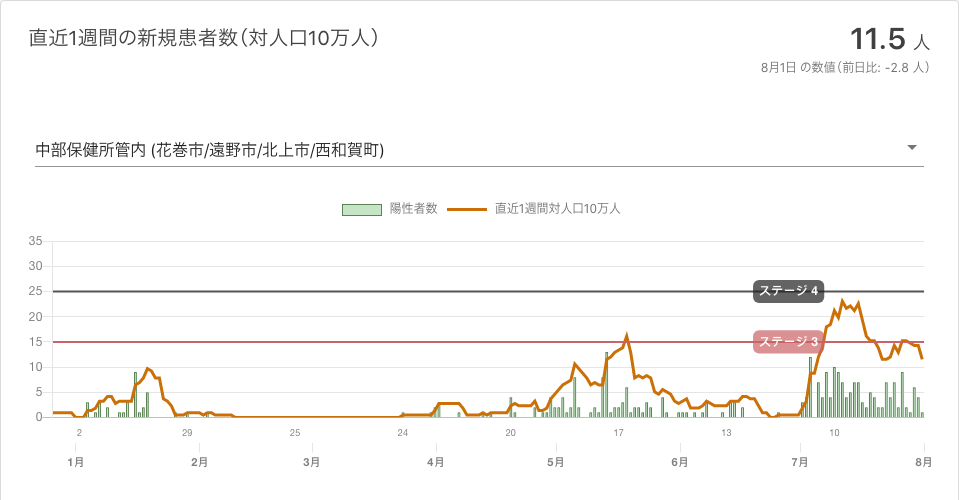 直近1週間の新規患者数（対人口10万人）
11.5 人
8月1日 の数値（前日比: -2.8 人）
中部保健所管内 (花巻市/遠野市/北上市/西和賀町)
陽性者数
直近1週間対人口10万人
35
30
25
20
15
10
5
0
ステージ 4
ステージ 3
2 29 25 24 20 17 13 10
1月 2月 3月 4月 5月 6月 7月 8月